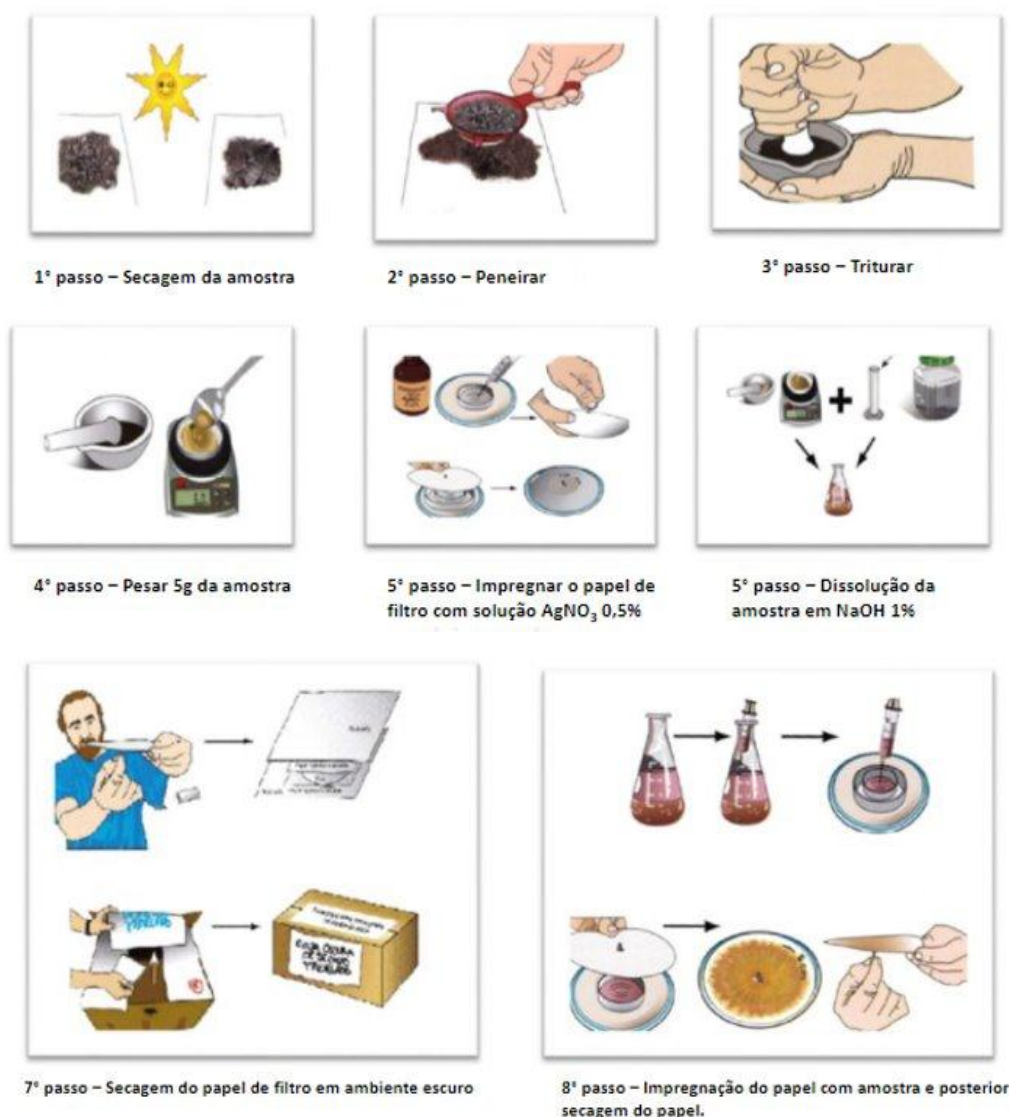 1° passo – Secagem da amostra
2° passo – Peneirar
3° passo – Triturar
4° passo – Pesar 5g da amostra
5° passo – Impregnar o papel de
filtro com solução AgNO₃ 0,5%
5° passo – Dissolução da
amostra em NaOH 1%
CAIXA ESCURA
7° passo – Secagem do papel de filtro em ambiente escuro
8° passo – Impregnação do papel com amostra e posterior
secagem do papel.